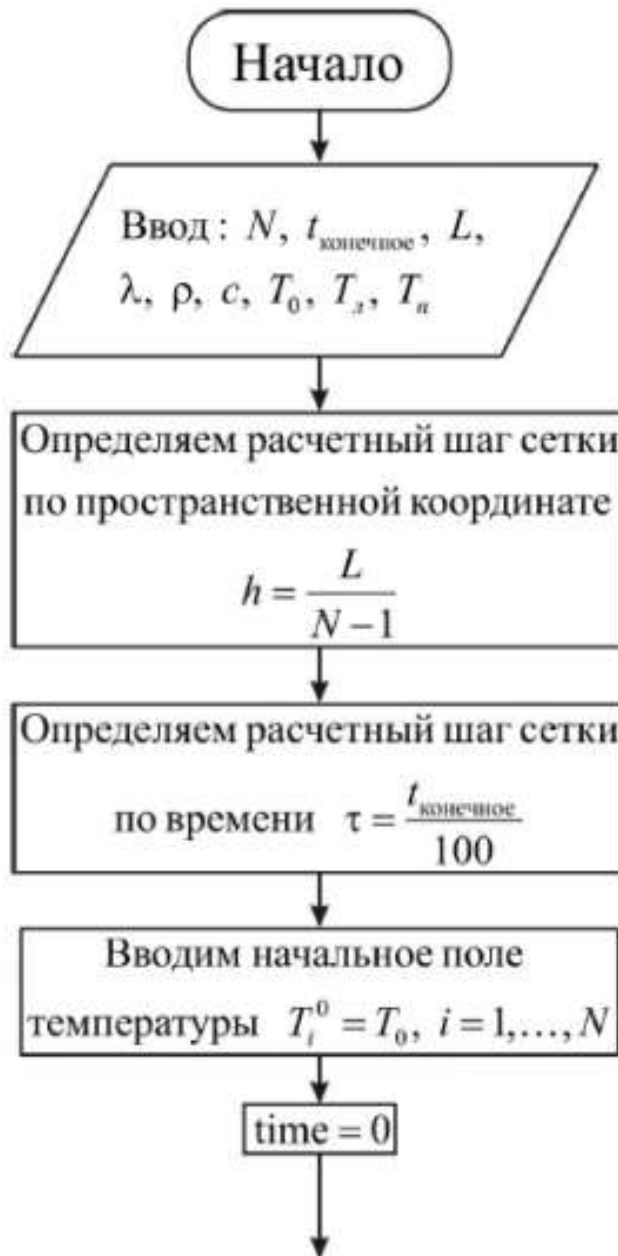 Начало
Ввод : N, t_конечное, L,
λ, ρ, c, T_0, T_л, T_п
Определяем расчетный шаг сетки
по пространственной координате
h = L / (N − 1)
Определяем расчетный шаг сетки
по времени τ = t_конечное / 100
Вводим начальное поле
температуры T_i^0 = T_0, i = 1,…, N
time = 0